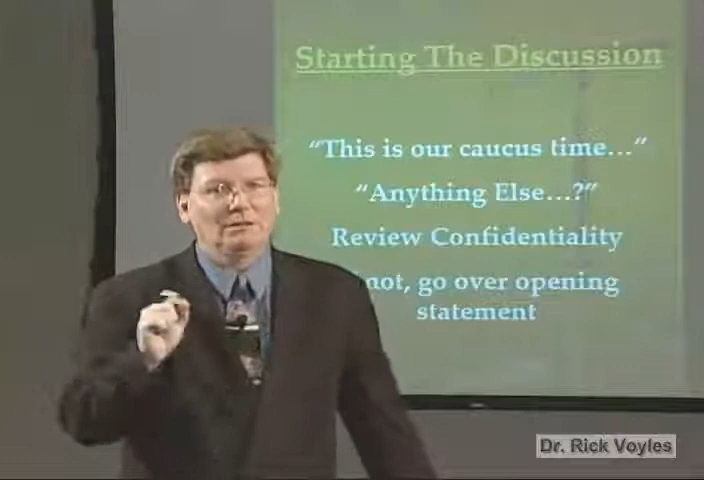 Starting The Discussion
“This is our caucus time...”
“Anything Else...?”
Review Confidentiality
not, go over opening
statement
Dr. Rick Voyles